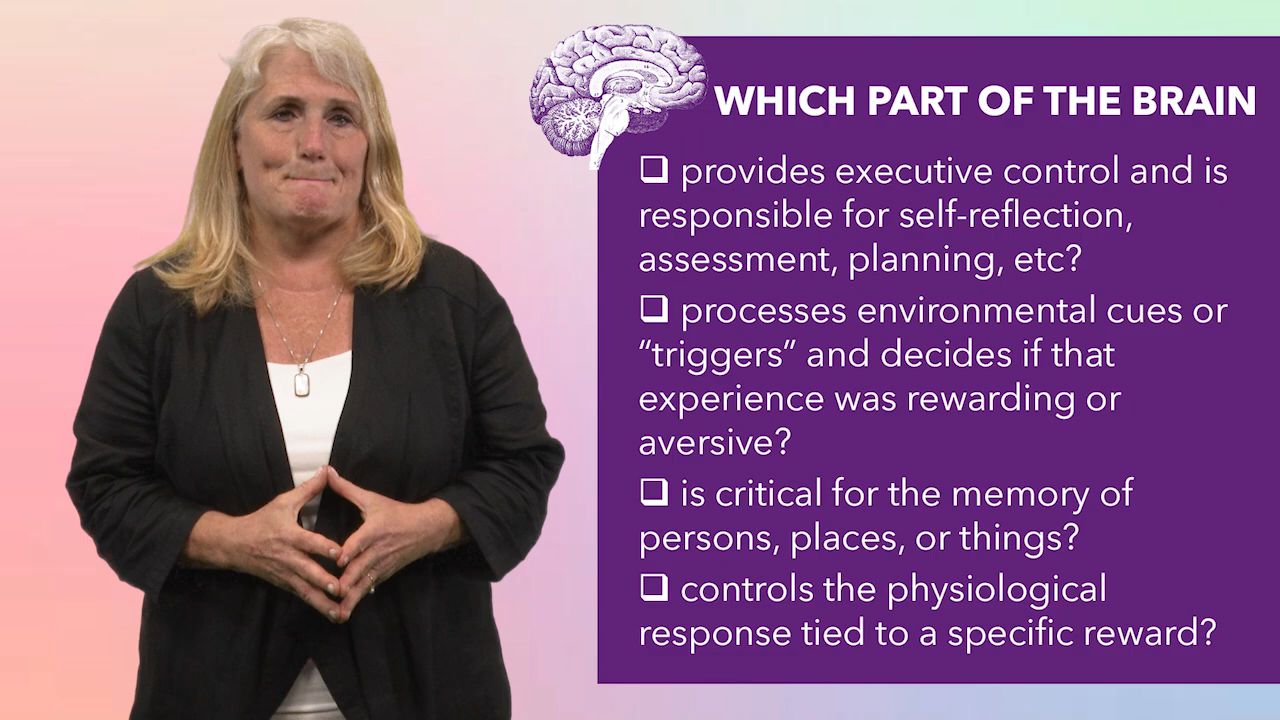 WHICH PART OF THE BRAIN
❑ provides executive control and is
responsible for self-reflection,
assessment, planning, etc?
❑ processes environmental cues or
“triggers” and decides if that
experience was rewarding or
aversive?
❑ is critical for the memory of
persons, places, or things?
❑ controls the physiological
response tied to a specific reward?